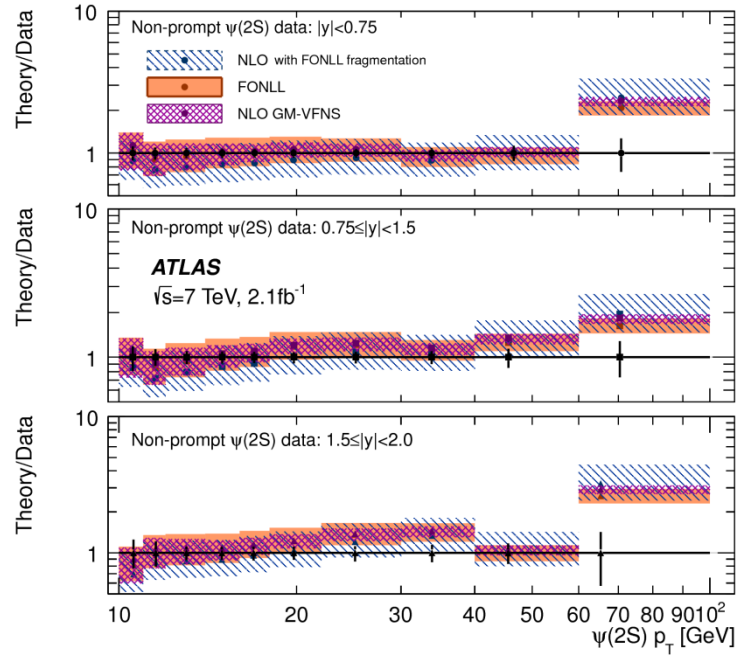 10
Non-prompt ψ(2S) data: |y|<0.75
NLO with FONLL fragmentation
FONLL
NLO GM-VFNS
1
Theory/Data
10
Non-prompt ψ(2S) data: 0.75≤|y|<1.5
ATLAS
√s=7 TeV, 2.1fb⁻¹
1
Theory/Data
10
Non-prompt ψ(2S) data: 1.5≤|y|<2.0
1
Theory/Data
10 20 30 40 50 60 70 80 90 10²
ψ(2S) p_T [GeV]